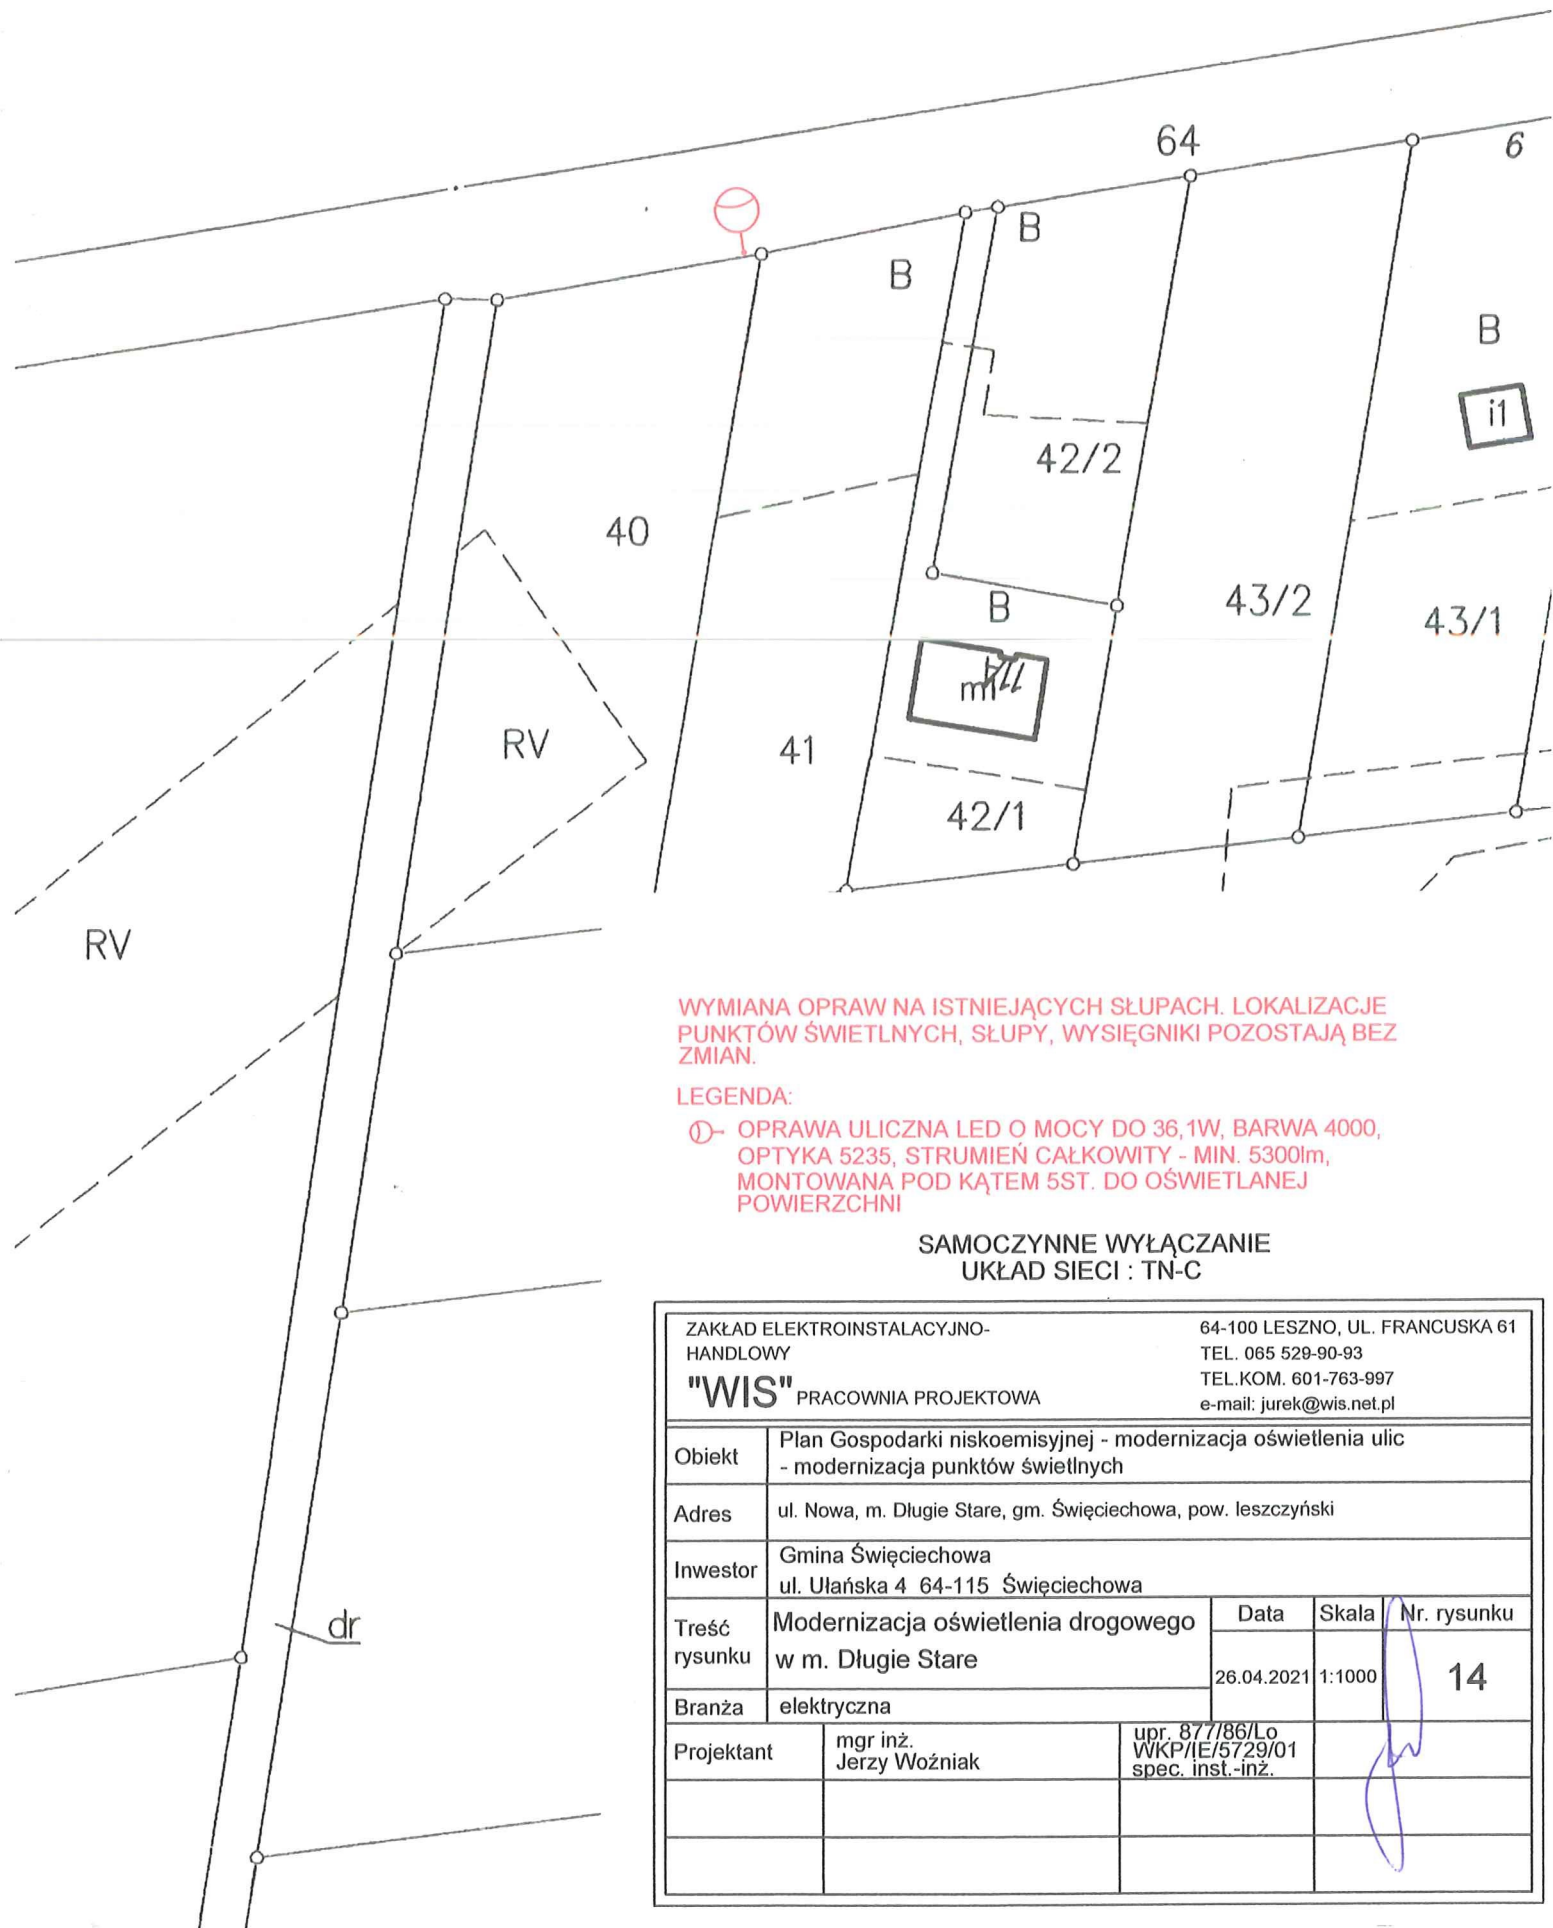 64
6
B
B
B
i1
42/2
40
B
43/2
43/1
RV
41
42/1
RV
dr
WYMIANA OPRAW NA ISTNIEJĄCYCH SŁUPACH. LOKALIZACJE
PUNKTÓW ŚWIETLNYCH, SŁUPY, WYSIĘGNIKI POZOSTAJĄ BEZ
ZMIAN.
LEGENDA:
OPRAWA ULICZNA LED O MOCY DO 36,1W, BARWA 4000,
OPTYKA 5235, STRUMIEŃ CAŁKOWITY - MIN. 5300lm,
MONTOWANA POD KĄTEM 5ST. DO OŚWIETLANEJ
POWIERZCHNI
SAMOCZYNNE WYŁĄCZANIE
UKŁAD SIECI : TN-C
ZAKŁAD ELEKTROINSTALACYJNO-
HANDLOWY
"WIS" PRACOWNIA PROJEKTOWA
64-100 LESZNO, UL. FRANCUSKA 61
TEL. 065 529-90-93
TEL.KOM. 601-763-997
e-mail: jurek@wis.net.pl
Obiekt
Plan Gospodarki niskoemisyjnej - modernizacja oświetlenia ulic
- modernizacja punktów świetlnych
Adres
ul. Nowa, m. Długie Stare, gm. Święciechowa, pow. leszczyński
Inwestor
Gmina Święciechowa
ul. Ułańska 4 64-115 Święciechowa
Treść
rysunku
Modernizacja oświetlenia drogowego
w m. Długie Stare
Data
Skala
Nr. rysunku
26.04.2021
1:1000
14
Branża
elektryczna
Projektant
mgr inż.
Jerzy Woźniak
upr. 877/86/Lo
WKP/IE/5729/01
spec. inst.-inż.